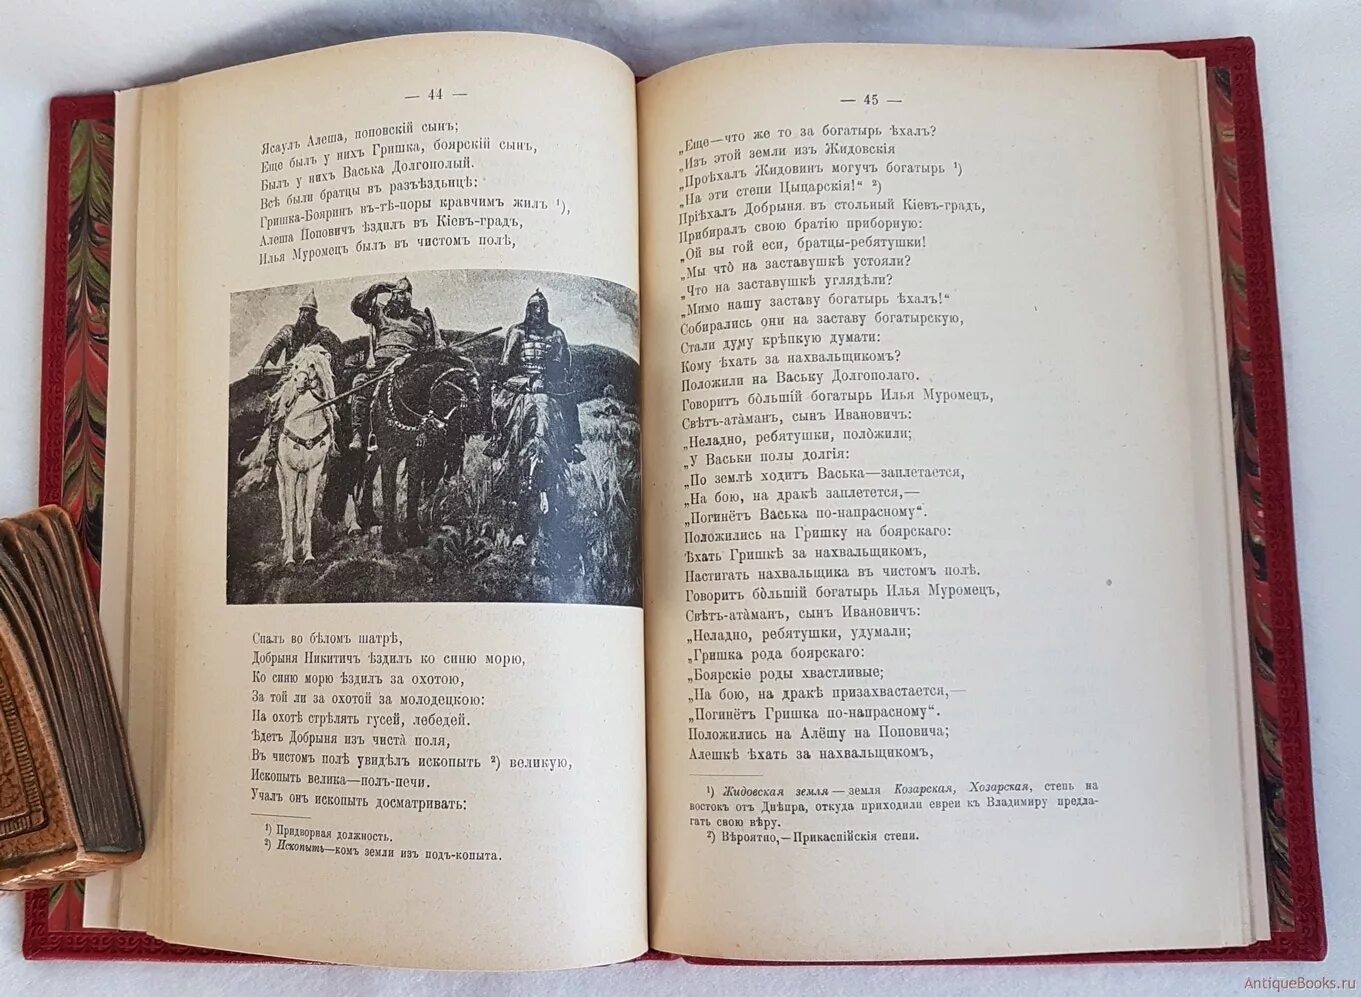 — 44 —
Ясаулъ Алеша, поповскій сынъ;
Еще былъ у нихъ Гришка, боярскій сынъ,
Былъ у нихъ Васька Долгополый.
Всѣ были братцы въ разъѣздьицѣ:
Гришка-Бояринъ въ-тѣ-поры кравчимъ жилъ ¹),
Алеша Поповичъ ѣздилъ въ Кіевъ-градъ,
Илья Муромецъ былъ въ чистомъ полѣ,
Спалъ во бѣломъ шатрѣ,
Добрыня Никитичъ ѣздилъ ко синю морю,
Ко синю морю ѣздилъ за охотою,
За той ли за охотой за молодецкою:
На охотѣ стрѣлять гусей, лебедей.
Ѣдетъ Добрыня изъ чиста̀ поля,
Въ чистомъ полѣ увидѣлъ ископыть ²) великую,
Ископыть велика—полъ-печи.
Учалъ онъ ископыть досматривать:
¹) Придворная должность.
²) Ископыть—комъ земли изъ подъ-копыта.
— 45 —
„Еще—что же то за богатырь ѣхалъ?
„Изъ этой земли изъ Жидовскія
„Проѣхалъ Жидовинъ могучъ богатырь ¹)
„На эти степи Цыцарскія!“ ²)
Пріѣхалъ Добрыня въ стольный Кіевъ-градъ,
Прибиралъ свою братію приборную:
„Ой вы гой еси, братцы-ребятушки!
„Мы что̀ на заставушкѣ устояли?
„Что на заставушкѣ углядѣли?
„Мимо нашу заставу богатырь ѣхалъ!“
Собирались они на заставу богатырскую,
Стали думу крѣпкую думати:
Кому ѣхать за нахвальщикомъ?
Положили на Ваську Долгополаго.
Говоритъ бо̀льшій богатырь Илья Муромецъ,
Свѣтъ-ата̀манъ, сынъ Ивановичъ:
„Неладно, ребятушки, поло̀жили;
„У Васьки полы долгія:
„По землѣ ходитъ Васька—заплетается,
„На бою, на дракѣ заплетется,—
„Погинётъ Васька по-напрасному“.
Положились на Гришку на боярскаго:
Ѣхать Гришкѣ за нахвальщикомъ,
Настигать нахвальщика въ чистомъ полѣ.
Говоритъ бо̀льшій богатырь Илья Муромецъ,
Свѣтъ-ата̀манъ, сынъ Ивановичъ:
„Неладно, ребятушки, удумали;
„Гришка рода боярскаго:
„Боярскіе роды хвастливые;
„На бою, на дракѣ призахвастается,—
„Погинётъ Гришка по-напрасному“.
Положились на Алёшу на Поповича;
Алешкѣ ѣхать за нахвальщикомъ,
¹) Жидовская земля — земля Козарская, Хозарская, степь на
востокъ отъ Днѣпра, откуда приходили евреи къ Владимиру предла-
гать свою вѣру.
²) Вѣроятно,—Прикаспійскія степи.
AntiqueBooks.ru